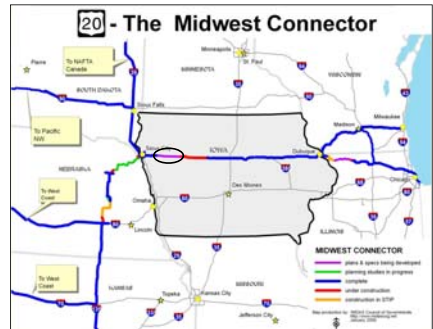 20 - The Midwest Connector
Minneapolis
St. Paul
Pierre
To NAFTA
Canada
MINNESOTA
WISCONSIN
SOUTH DAKOTA
Sioux Falls
Madison
Milwaukee
To Pacific
NW
Sioux City
IOWA
Dubuque
Chicago
NEBRASKA
Des Moines
To West
Coast
Omaha
Lincoln
ILLINOIS
MIDWEST CONNECTOR
plans & specs being developed
planning studies in progress
complete
under construction
construction in STIP
To West
Coast
KANSAS
MISSOURI
Topeka
Kansas City
Jefferson City